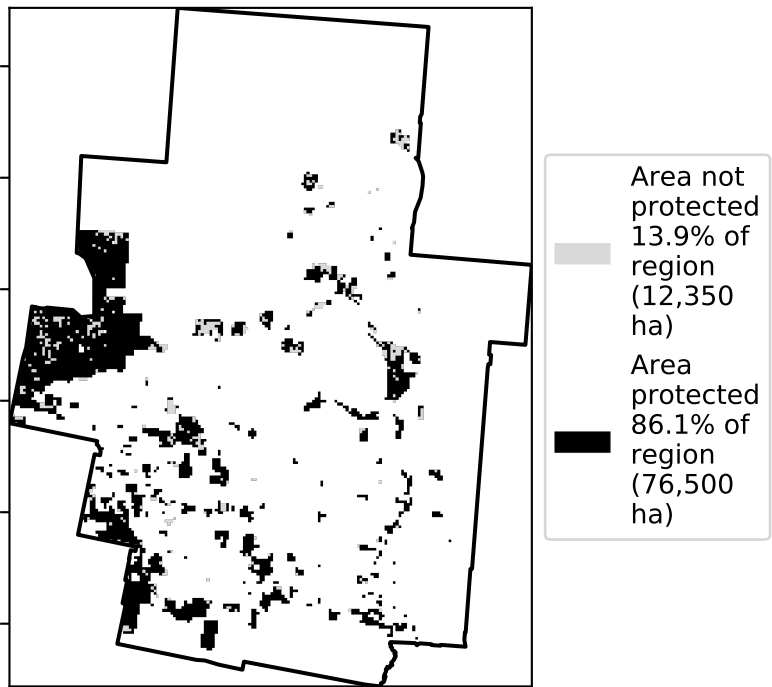 Area not
protected
13.9% of
region
(12,350
ha)
Area
protected
86.1% of
region
(76,500
ha)